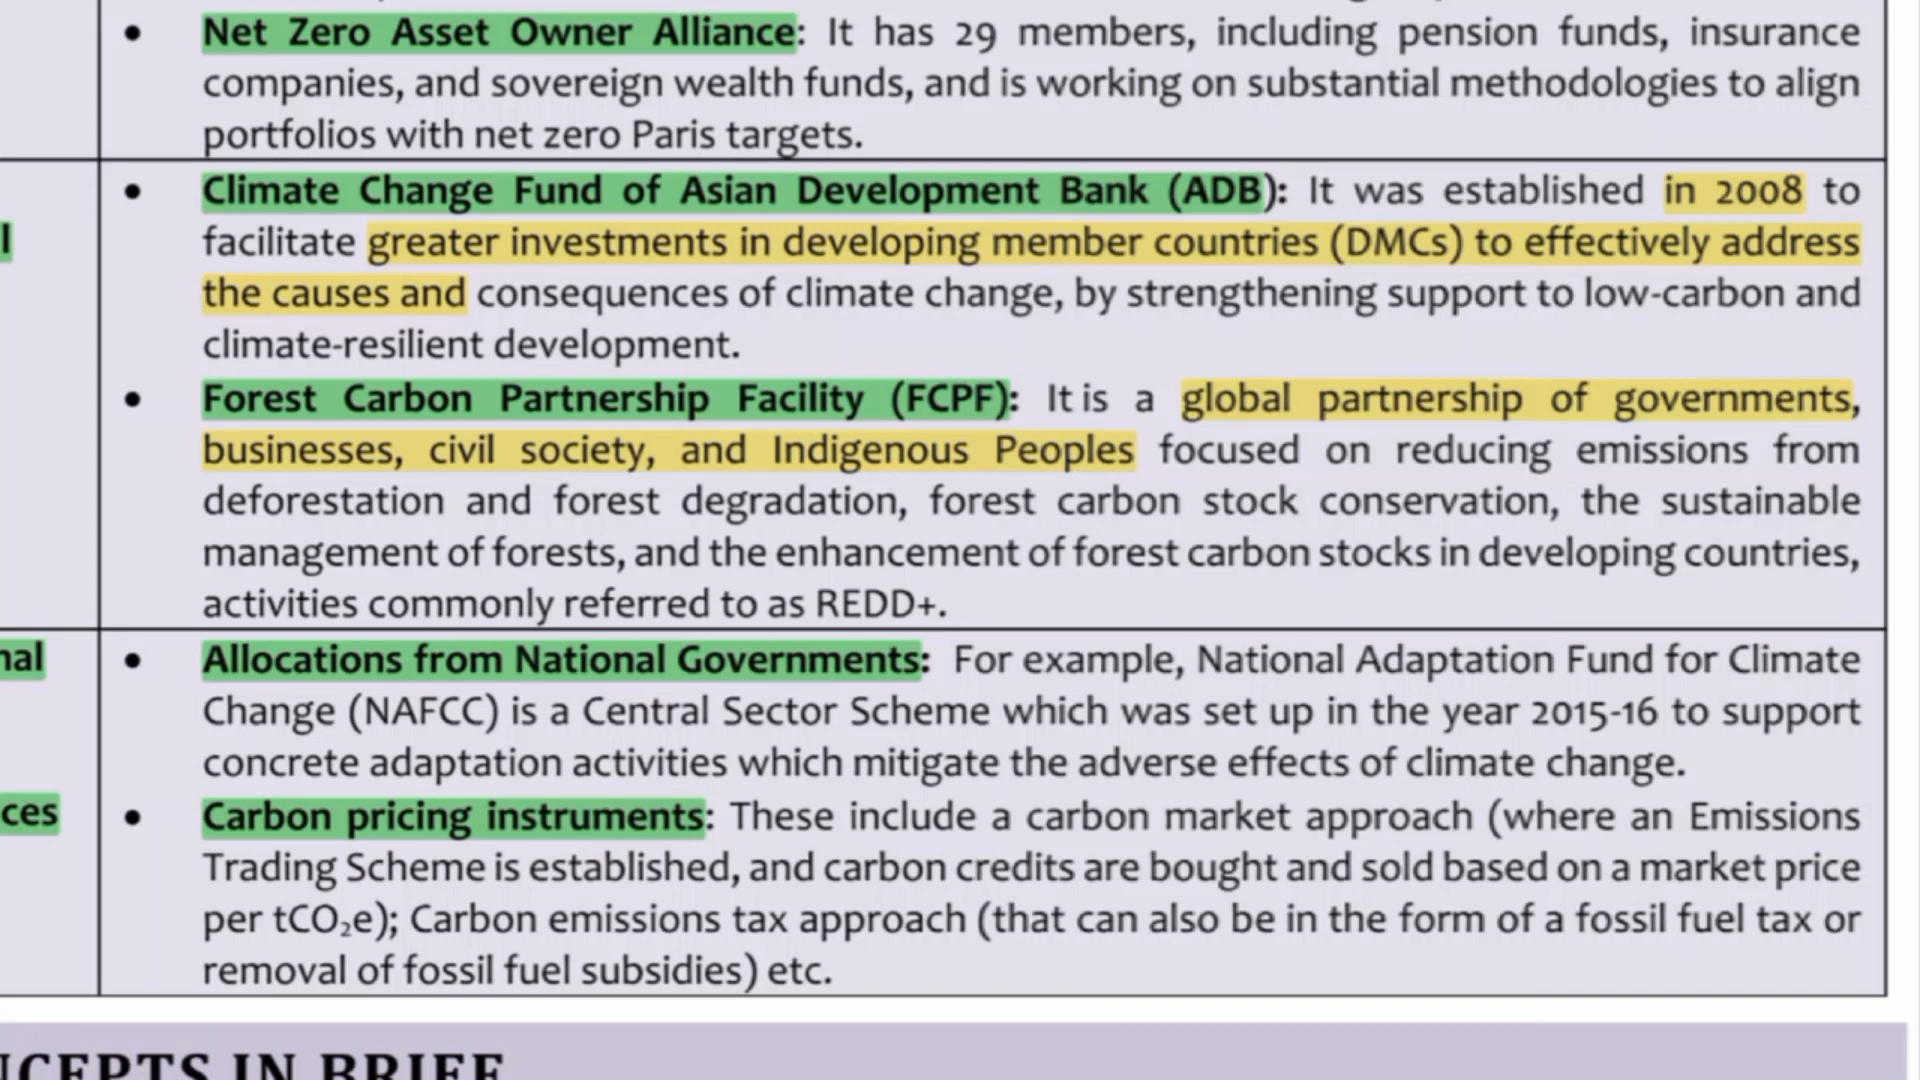 • Net Zero Asset Owner Alliance: It has 29 members, including pension funds, insurance
companies, and sovereign wealth funds, and is working on substantial methodologies to align
portfolios with net zero Paris targets.
• Climate Change Fund of Asian Development Bank (ADB): It was established in 2008 to
l
facilitate greater investments in developing member countries (DMCs) to effectively address
the causes and consequences of climate change, by strengthening support to low-carbon and
climate-resilient development.
• Forest Carbon Partnership Facility (FCPF): It is a global partnership of governments,
businesses, civil society, and Indigenous Peoples focused on reducing emissions from
deforestation and forest degradation, forest carbon stock conservation, the sustainable
management of forests, and the enhancement of forest carbon stocks in developing countries,
activities commonly referred to as REDD+.
nal
• Allocations from National Governments: For example, National Adaptation Fund for Climate
Change (NAFCC) is a Central Sector Scheme which was set up in the year 2015-16 to support
concrete adaptation activities which mitigate the adverse effects of climate change.
ces
• Carbon pricing instruments: These include a carbon market approach (where an Emissions
Trading Scheme is established, and carbon credits are bought and sold based on a market price
per tCO₂e); Carbon emissions tax approach (that can also be in the form of a fossil fuel tax or
removal of fossil fuel subsidies) etc.
NCEPTS IN BRIEF